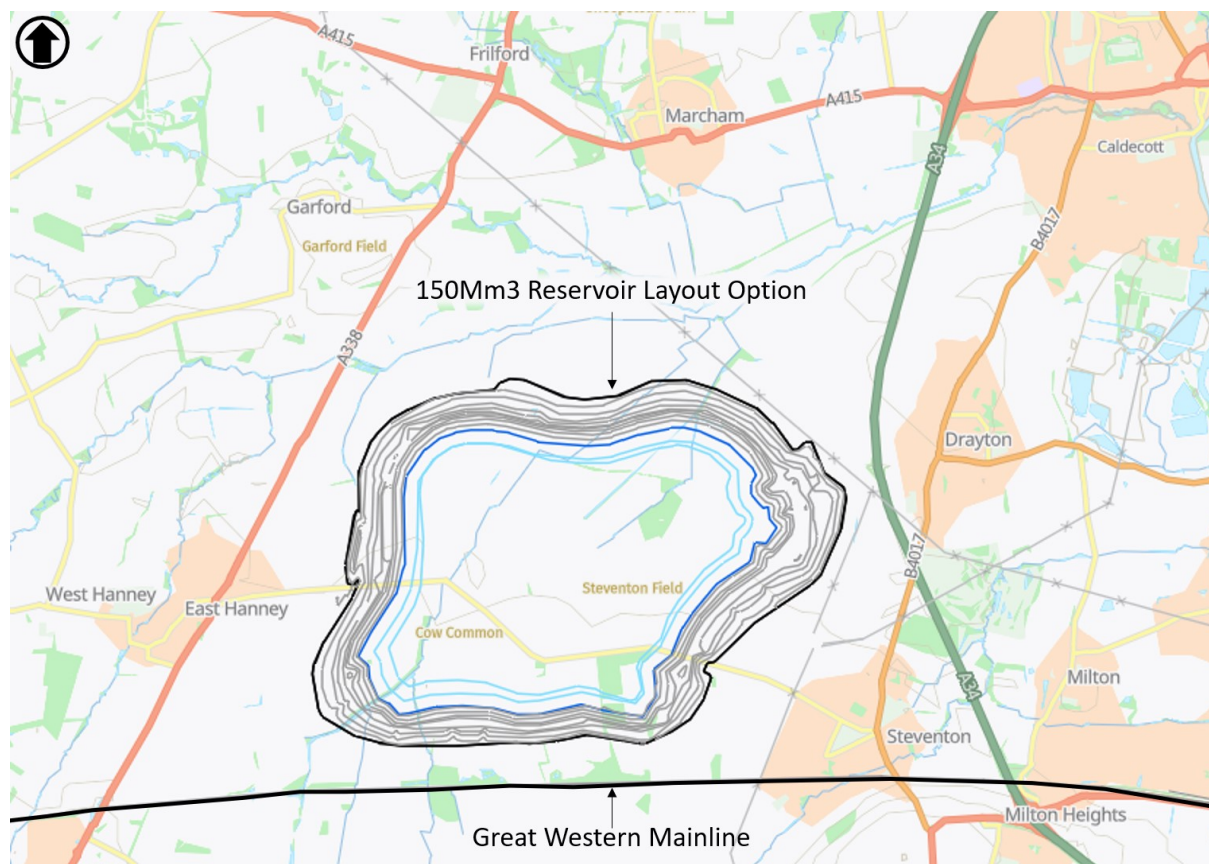 A415
Frilford
Marcham
A415
A34
Caldecott
Garford
Garford Field
B4017
150Mm3 Reservoir Layout Option
A338
Drayton
B4017
West Hanney
East Hanney
Steventon Field
Cow Common
A34
Milton
Steventon
Milton Heights
Great Western Mainline